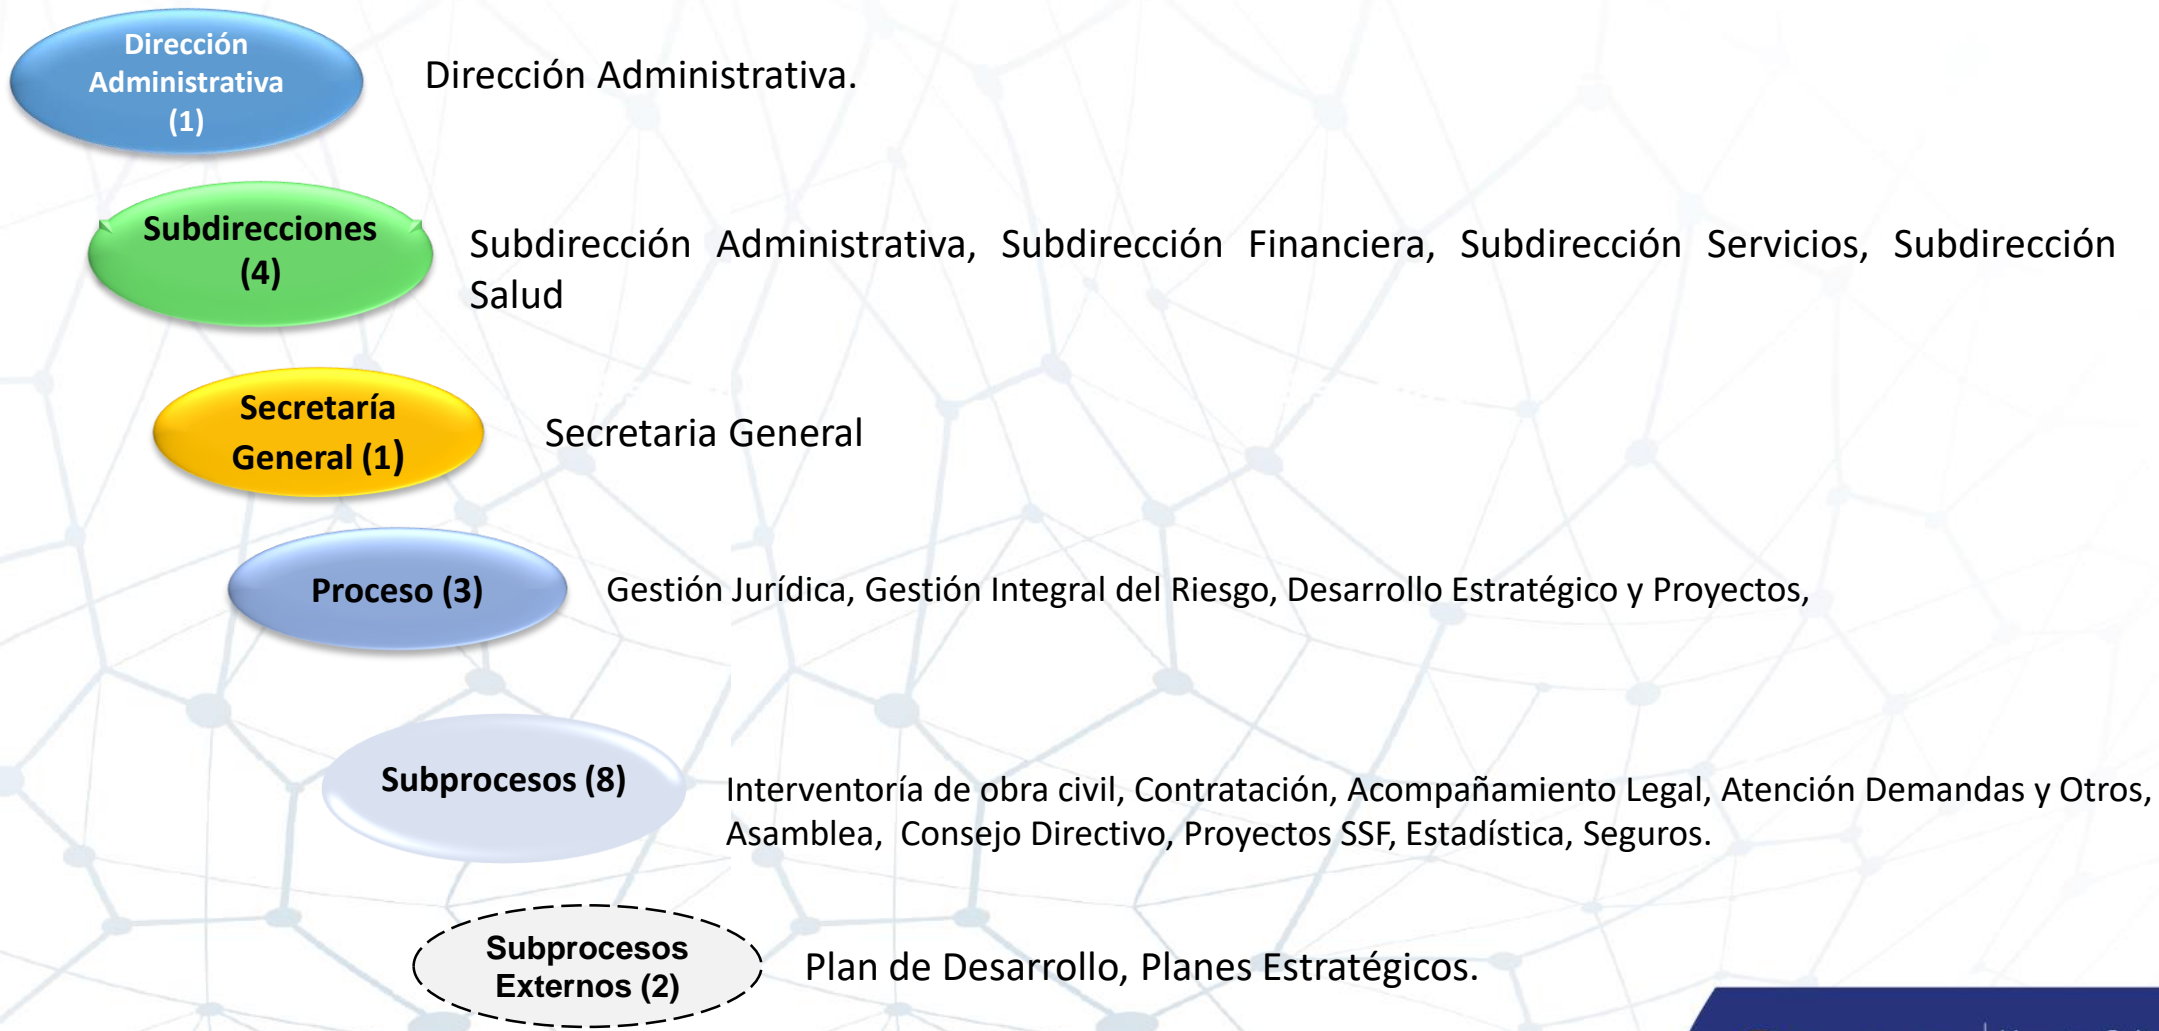 Dirección
Administrativa
(1)
Dirección Administrativa.
Subdirecciones
(4)
Subdirección Administrativa, Subdirección Financiera, Subdirección Servicios, Subdirección
Salud
Secretaría
General (1)
Secretaria General
Proceso (3)
Gestión Jurídica, Gestión Integral del Riesgo, Desarrollo Estratégico y Proyectos,
Subprocesos (8)
Interventoría de obra civil, Contratación, Acompañamiento Legal, Atención Demandas y Otros,
Asamblea, Consejo Directivo, Proyectos SSF, Estadística, Seguros.
Subprocesos
Externos (2)
Plan de Desarrollo, Planes Estratégicos.